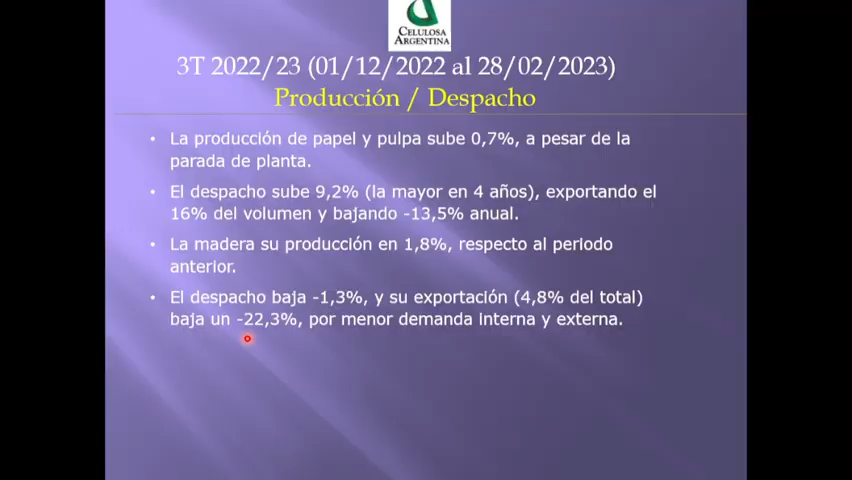 CELULOSA
ARGENTINA
3T 2022/23 (01/12/2022 al 28/02/2023)
Producción / Despacho
• La producción de papel y pulpa sube 0,7%, a pesar de la
parada de planta.
• El despacho sube 9,2% (la mayor en 4 años), exportando el
16% del volumen y bajando -13,5% anual.
• La madera su producción en 1,8%, respecto al periodo
anterior.
• El despacho baja -1,3%, y su exportación (4,8% del total)
baja un -22,3%, por menor demanda interna y externa.